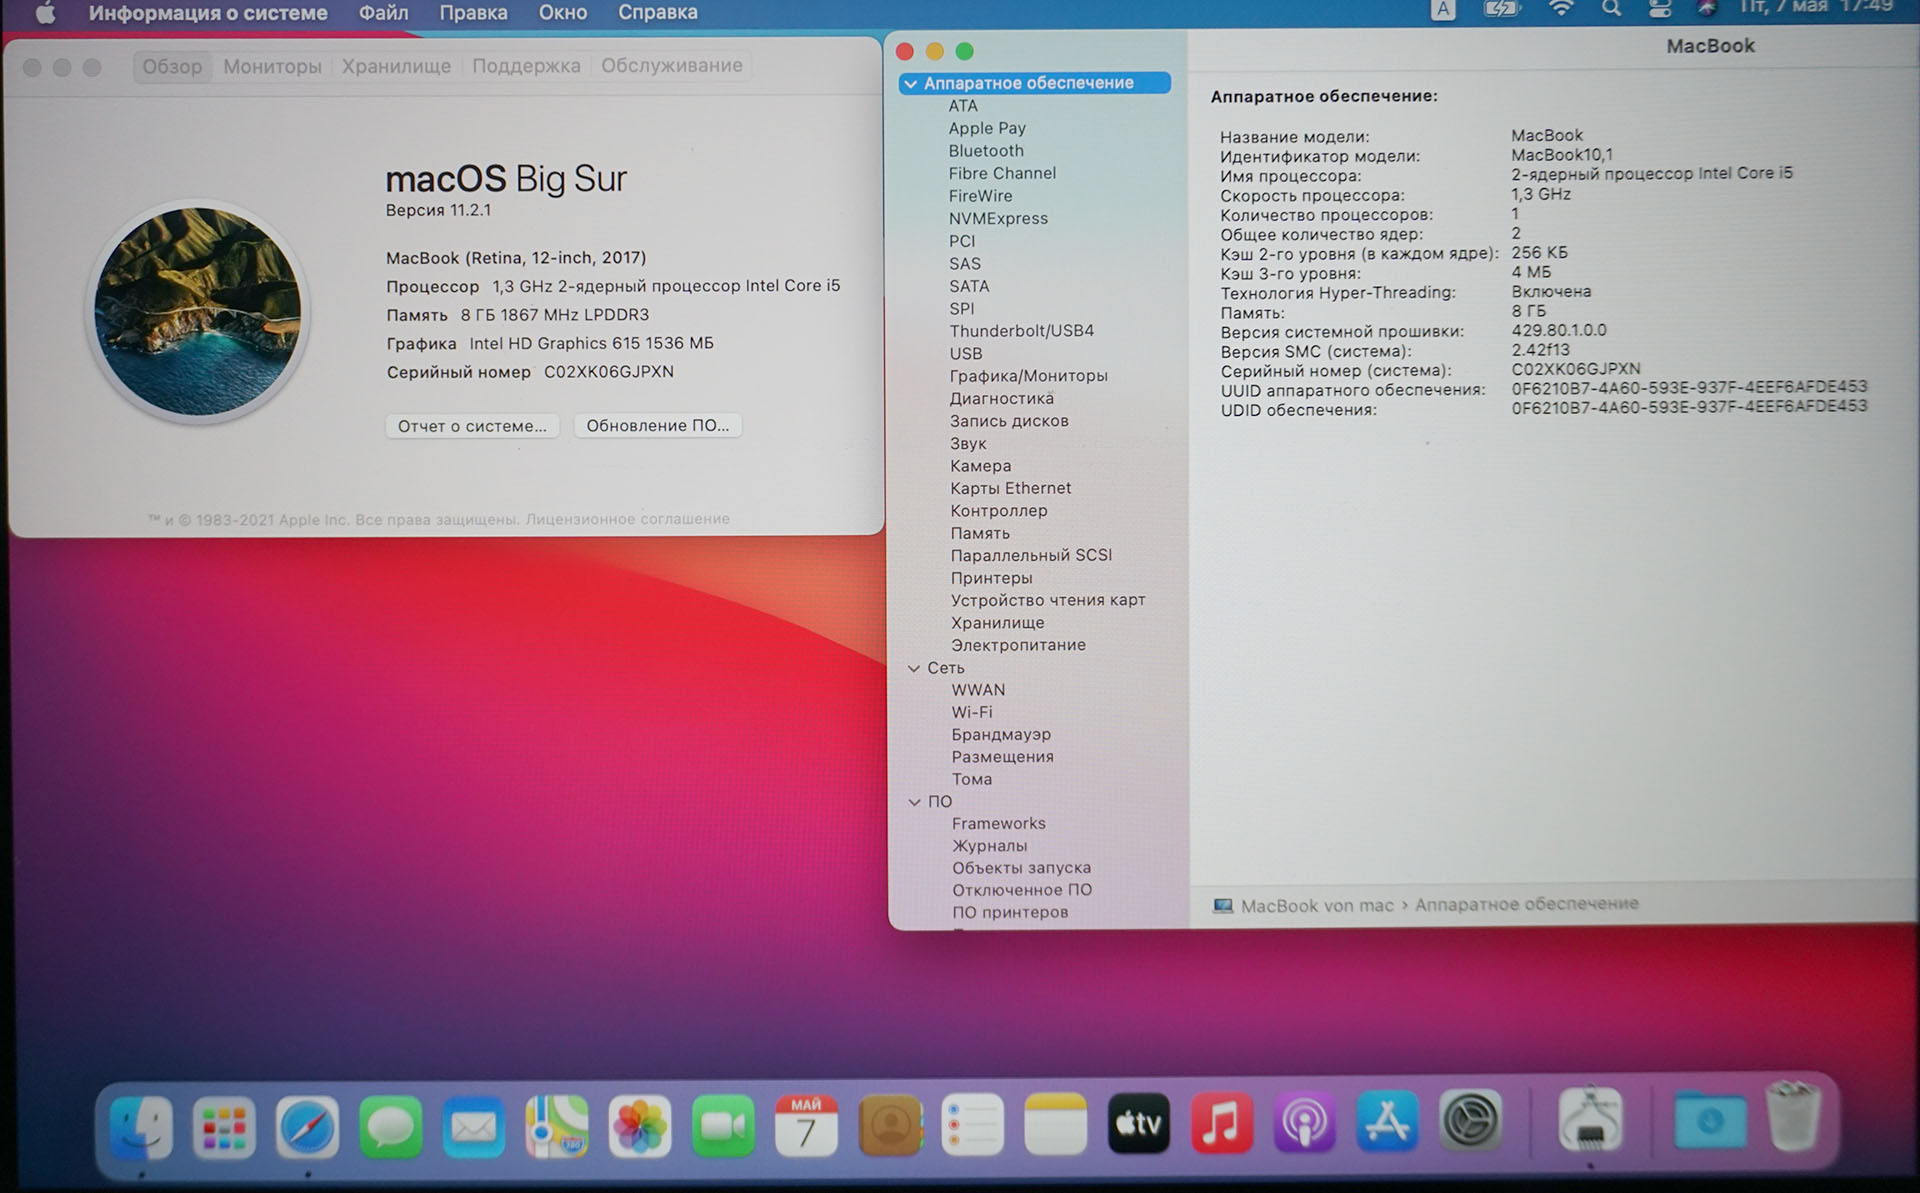 Информация о системе Файл Правка Окно Справка
A Пт, 7 мая 17:49
Обзор Мониторы Хранилище Поддержка Обслуживание
macOS Big Sur
Версия 11.2.1
MacBook (Retina, 12-inch, 2017)
Процессор 1,3 GHz 2-ядерный процессор Intel Core i5
Память 8 ГБ 1867 MHz LPDDR3
Графика Intel HD Graphics 615 1536 МБ
Серийный номер C02XK06GJPXN
Отчет о системе... Обновление ПО...
™ и © 1983-2021 Apple Inc. Все права защищены. Лицензионное соглашение
Аппаратное обеспечение
ATA
Apple Pay
Bluetooth
Fibre Channel
FireWire
NVMExpress
PCI
SAS
SATA
SPI
Thunderbolt/USB4
USB
Графика/Мониторы
Диагностика
Запись дисков
Звук
Камера
Карты Ethernet
Контроллер
Память
Параллельный SCSI
Принтеры
Устройство чтения карт
Хранилище
Электропитание
Сеть
WWAN
Wi-Fi
Брандмауэр
Размещения
Тома
ПО
Frameworks
Журналы
Объекты запуска
Отключенное ПО
ПО принтеров
MacBook
Аппаратное обеспечение:
Название модели: MacBook
Идентификатор модели: MacBook10,1
Имя процессора: 2-ядерный процессор Intel Core i5
Скорость процессора: 1,3 GHz
Количество процессоров: 1
Общее количество ядер: 2
Кэш 2-го уровня (в каждом ядре): 256 КБ
Кэш 3-го уровня: 4 МБ
Технология Hyper-Threading: Включена
Память: 8 ГБ
Версия системной прошивки: 429.80.1.0.0
Версия SMC (система): 2.42f13
Серийный номер (система): C02XK06GJPXN
UUID аппаратного обеспечения: 0F6210B7-4A60-593E-937F-4EEF6AFDE453
UDID обеспечения: 0F6210B7-4A60-593E-937F-4EEF6AFDE453
MacBook von mac › Аппаратное обеспечение
МАЙ
7
tv